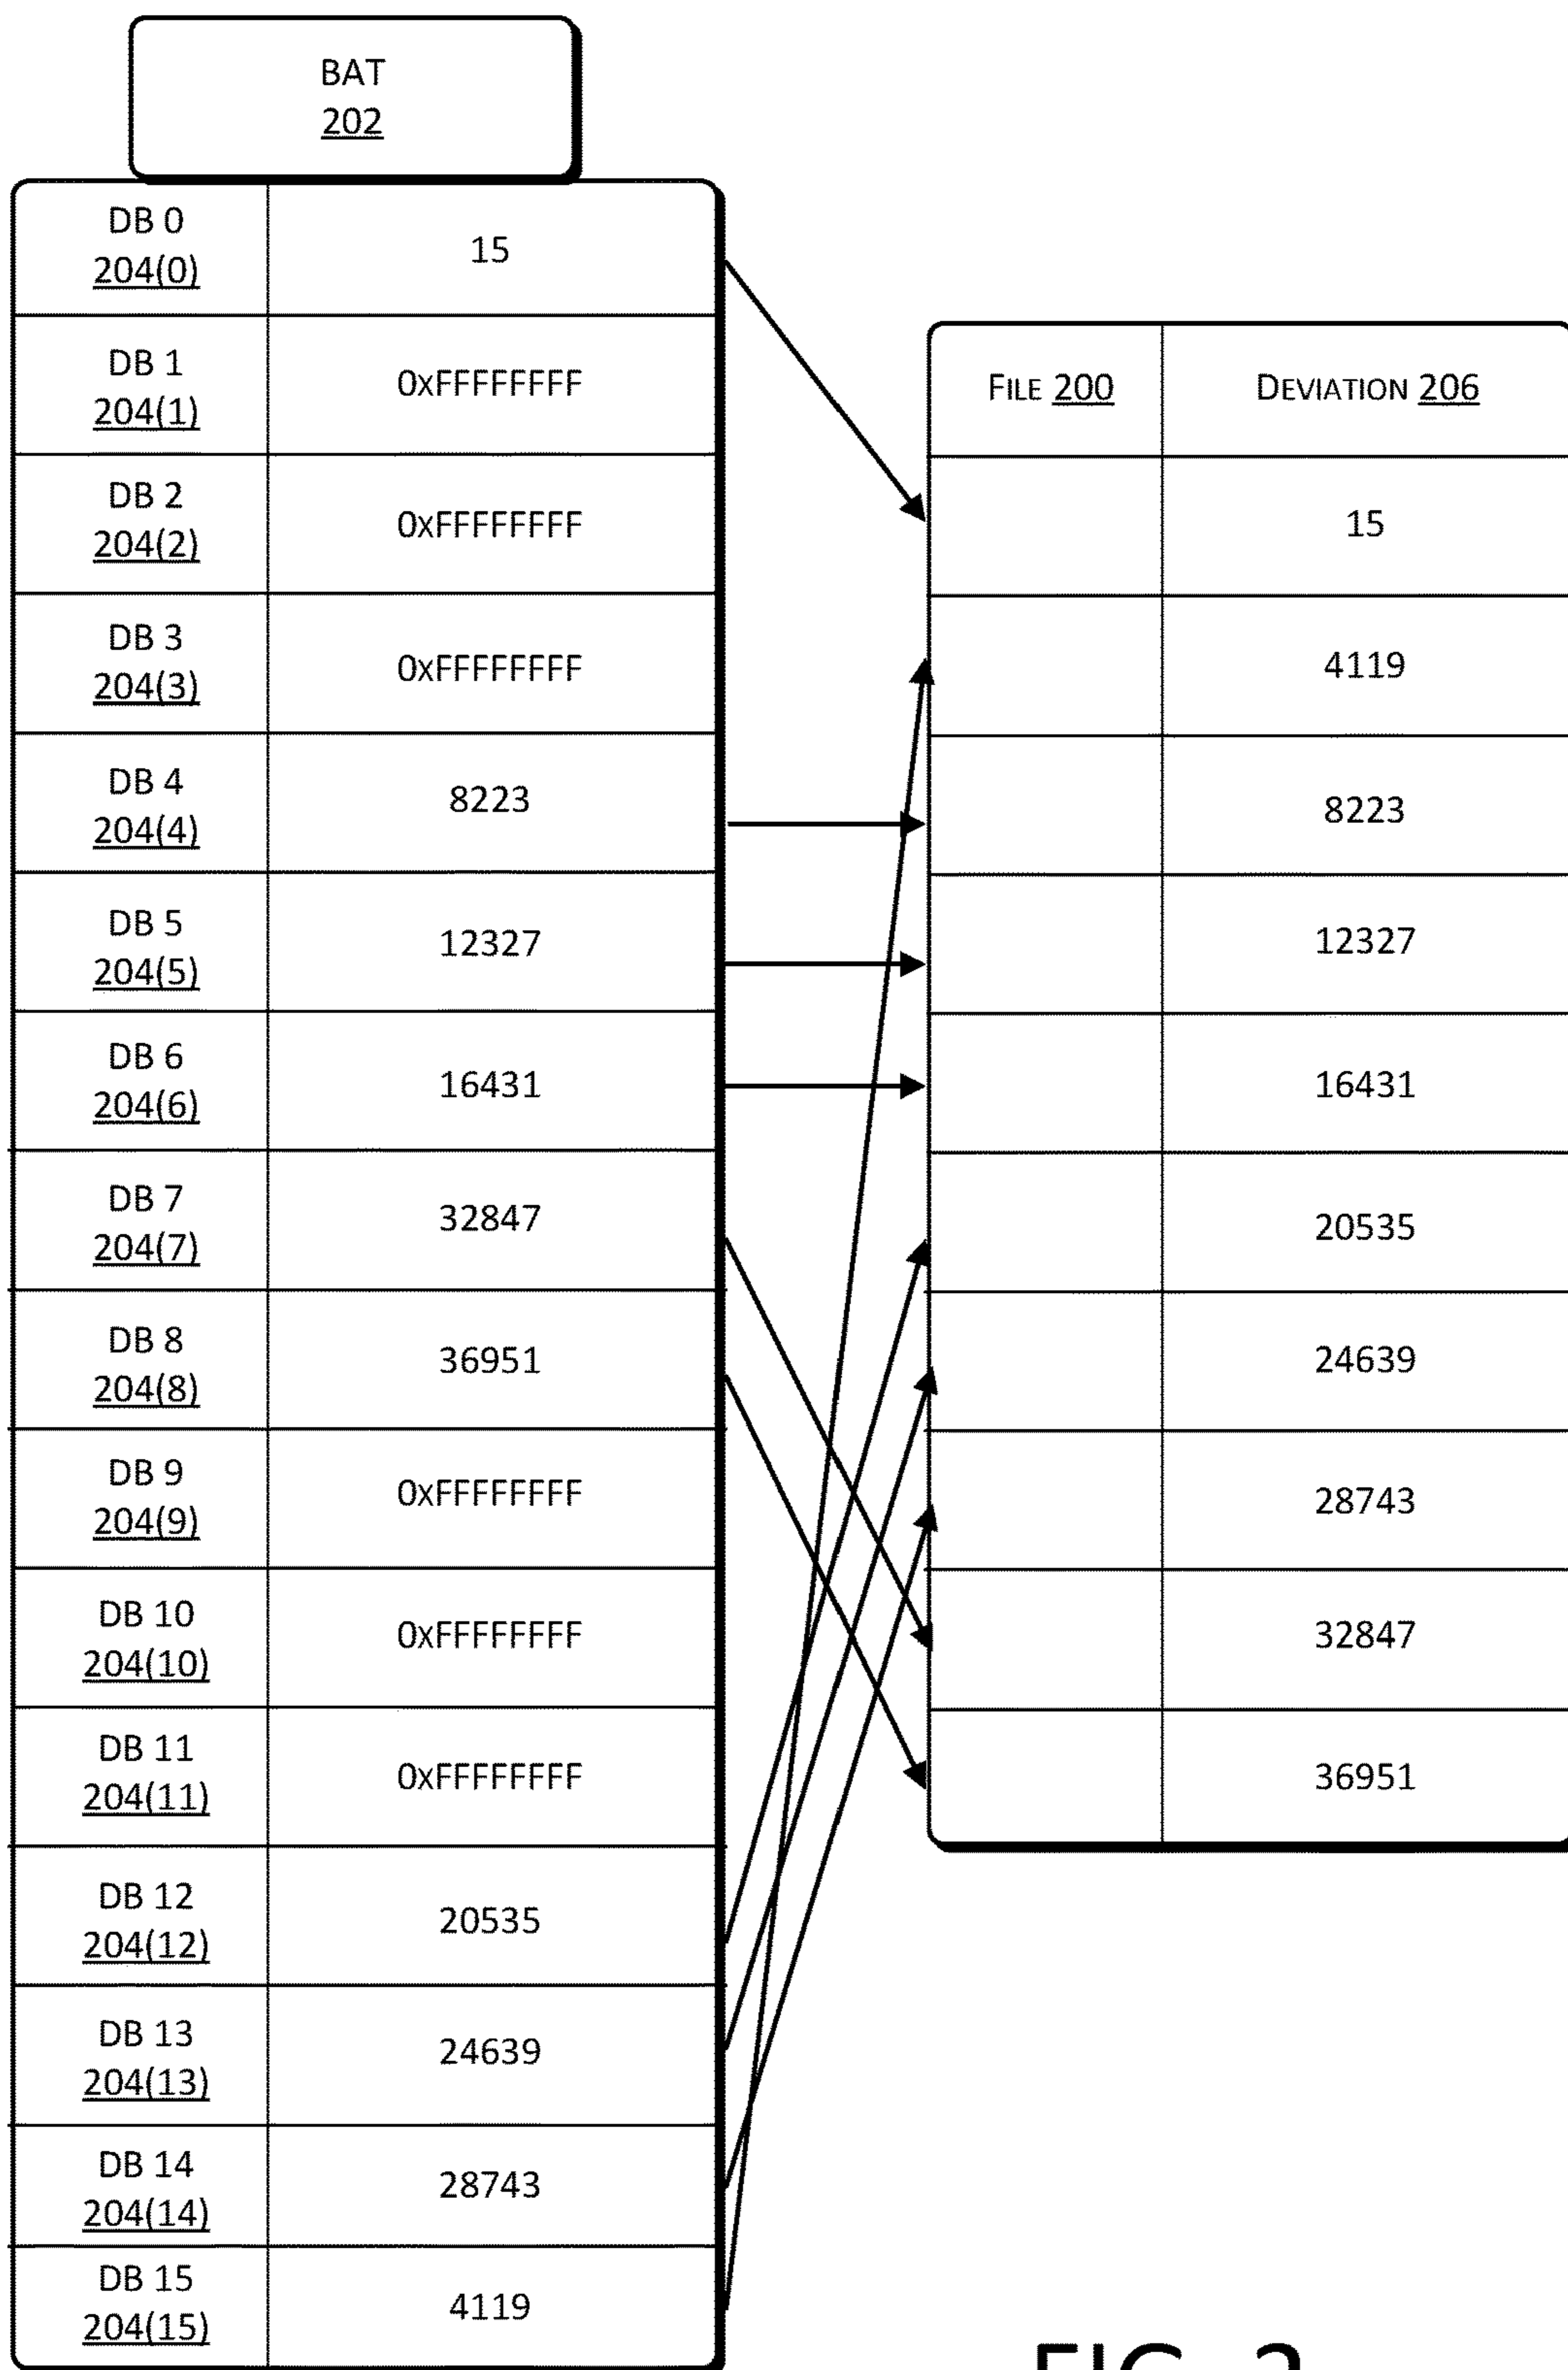 BAT
202
DB 0
204(0)
15
DB 1
204(1)
0xFFFFFFFF
DB 2
204(2)
0xFFFFFFFF
DB 3
204(3)
0xFFFFFFFF
DB 4
204(4)
8223
DB 5
204(5)
12327
DB 6
204(6)
16431
DB 7
204(7)
32847
DB 8
204(8)
36951
DB 9
204(9)
0xFFFFFFFF
DB 10
204(10)
0xFFFFFFFF
DB 11
204(11)
0xFFFFFFFF
DB 12
204(12)
20535
DB 13
204(13)
24639
DB 14
204(14)
28743
DB 15
204(15)
4119
FILE 200
DEVIATION 206
15
4119
8223
12327
16431
20535
24639
28743
32847
36951